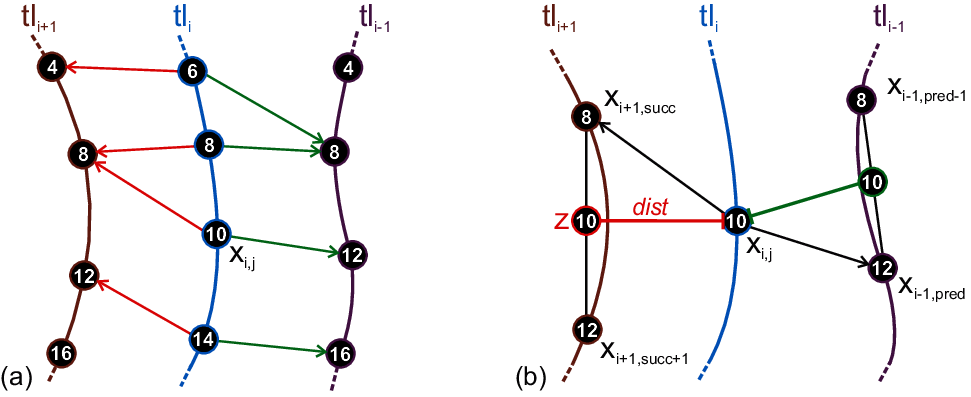 tl_{i+1} tl_i tl_{i-1}
4 6 4
8 8 8
10 12
x_{i,j}
12
14
16 16
(a)
tl_{i+1} tl_i tl_{i-1}
8 x_{i-1,pred-1}
x_{i+1,succ}
8
10
dist
z 10 10
x_{i,j}
12
x_{i-1,pred}
12
x_{i+1,succ+1}
(b)